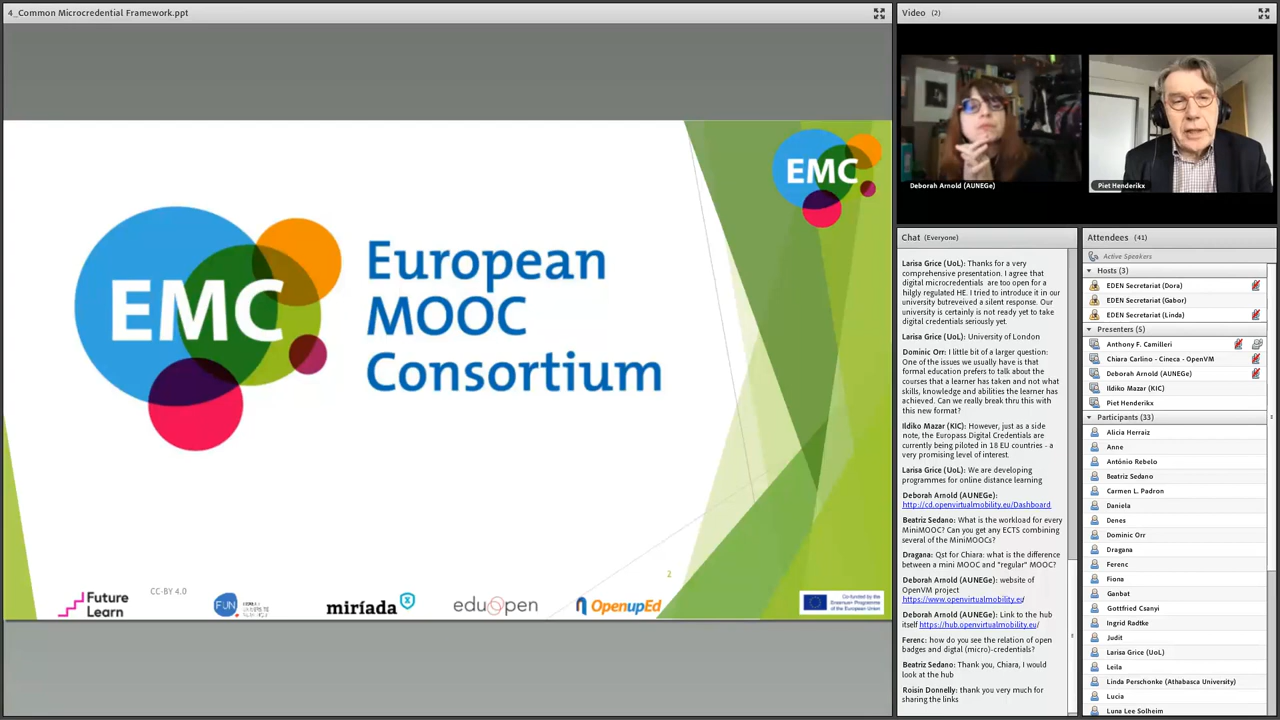 4_Common Microcredential Framework.ppt
EMC
EMC
European
MOOC
Consortium
2
CC-BY 4.0
Future
Learn
FUN
miríada
eduopen
OpenupEd
Co-funded by the
Erasmus+ Programme
of the European Union
Video (2)
Deborah Arnold (AUNEGe)
Piet Henderikx
Chat (Everyone)
Larisa Grice (UoL): Thanks for a very
comprehensive presentation. I agree that
digital microcredentials are too open for a
hilgly regulated HE. I tried to introduce it in our
university butreveived a silent response. Our
university is certainly is not ready yet to take
digital credentials seriously yet.
Larisa Grice (UoL): University of London
Dominic Orr: I little bit of a larger question:
One of the issues we usually have is that
formal education prefers to talk about the
courses that a learner has taken and not what
skills, knowledge and abilities the learner has
achieved. Can we really break thru this with
this new format?
Ildiko Mazar (KIC): However, just as a side
note, the Europass Digital Credentials are
currently being piloted in 18 EU countries - a
very promising level of interest.
Larisa Grice (UoL): We are developing
programmes for online distance learning
Deborah Arnold (AUNEGe):
http://cd.openvirtualmobility.eu/Dashboard
Beatriz Sedano: What is the workload for every
MiniMOOC? Can you get any ECTS combining
several of the MiniMOOCs?
Dragana: Qst for Chiara: what is the difference
between a mini MOOC and "regular" MOOC?
Deborah Arnold (AUNEGe): website of
OpenVM project
https://www.openvirtualmobility.eu/
Deborah Arnold (AUNEGe): Link to the hub
itself https://hub.openvirtualmobility.eu/
Ferenc: how do you see the relation of open
badges and digtal (micro)-credentials?
Beatriz Sedano: Thank you, Chiara, I would
look at the hub
Roisin Donnelly: thank you very much for
sharing the links
Attendees (41)
Active Speakers
Hosts (3)
EDEN Secretariat (Dora)
EDEN Secretariat (Gabor)
EDEN Secretariat (Linda)
Presenters (5)
Anthony F. Camilleri
Chiara Carlino - Cineca - OpenVM
Deborah Arnold (AUNEGe)
Ildiko Mazar (KIC)
Piet Henderikx
Participants (33)
Alicia Herraiz
Anne
António Rebelo
Beatriz Sedano
Carmen L. Padron
Daniela
Denes
Dominic Orr
Dragana
Ferenc
Fiona
Ganbat
Gottfried Csanyi
Ingrid Radtke
Judit
Larisa Grice (UoL)
Leila
Linda Perschonke (Athabasca University)
Lucia
Luna Lee Solheim